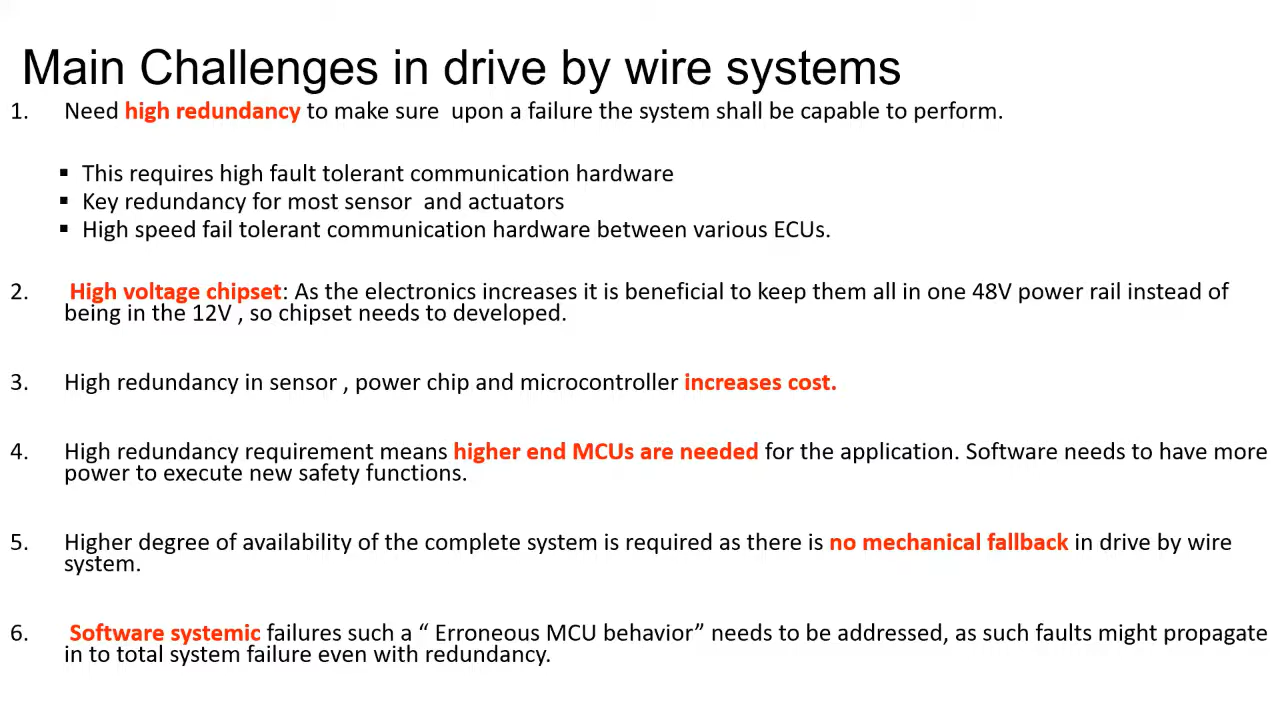 Main Challenges in drive by wire systems
1. Need high redundancy to make sure  upon a failure the system shall be capable to perform.
▪ This requires high fault tolerant communication hardware
▪ Key redundancy for most sensor  and actuators
▪ High speed fail tolerant communication hardware between various ECUs.
2. High voltage chipset: As the electronics increases it is beneficial to keep them all in one 48V power rail instead of
being in the 12V , so chipset needs to developed.
3. High redundancy in sensor , power chip and microcontroller increases cost.
4. High redundancy requirement means higher end MCUs are needed for the application. Software needs to have more
power to execute new safety functions.
5. Higher degree of availability of the complete system is required as there is no mechanical fallback in drive by wire
system.
6. Software systemic failures such a “ Erroneous MCU behavior” needs to be addressed, as such faults might propagate
in to total system failure even with redundancy.